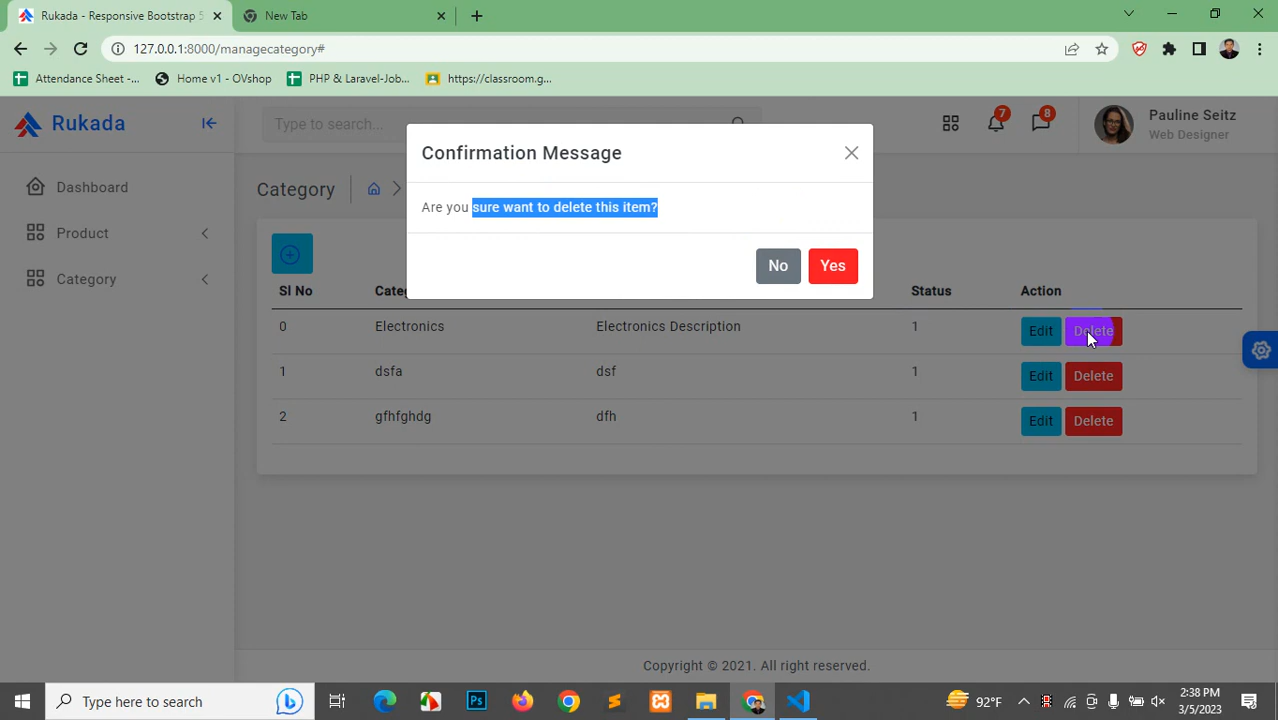 Rukada - Responsive Bootstrap 5
New Tab
127.0.0.1:8000/managecategory#
Attendance Sheet -...
Home v1 - OVshop
PHP & Laravel-Job...
https://classroom.g...
Rukada
Type to search...
7
8
Pauline Seitz
Web Designer
Confirmation Message
Are you sure want to delete this item?
No
Yes
Dashboard
Product
Category
Category
Sl No
Categ
Status
Action
0
Electronics
Electronics Description
1
Edit
Delete
1
dsfa
dsf
1
Edit
Delete
2
gfhfghdg
dfh
1
Edit
Delete
Copyright © 2021. All right reserved.
Type here to search
Ps
92°F
2:38 PM
3/5/2023